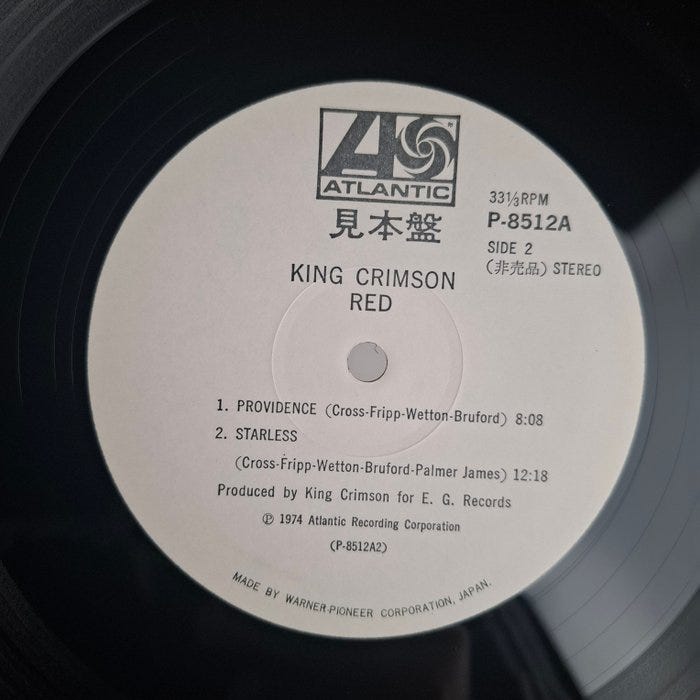 ATLANTIC
見本盤
33⅓RPM
P-8512A
SIDE 2
(非売品) STEREO
KING CRIMSON
RED
1. PROVIDENCE (Cross-Fripp-Wetton-Bruford) 8:08
2. STARLESS
(Cross-Fripp-Wetton-Bruford-Palmer James) 12:18
Produced by King Crimson for E. G. Records
Ⓟ 1974 Atlantic Recording Corporation
(P-8512A2)
MADE BY WARNER-PIONEER CORPORATION, JAPAN.